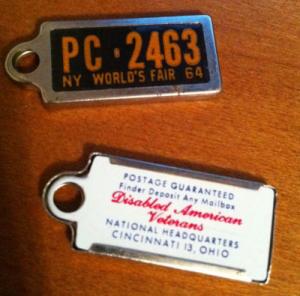 PC · 2463
NY WORLD'S FAIR 64
POSTAGE GUARANTEED
Finder Deposit Any Mailbox
Disabled American
Veterans
NATIONAL HEADQUARTERS
CINCINNATI 13, OHIO